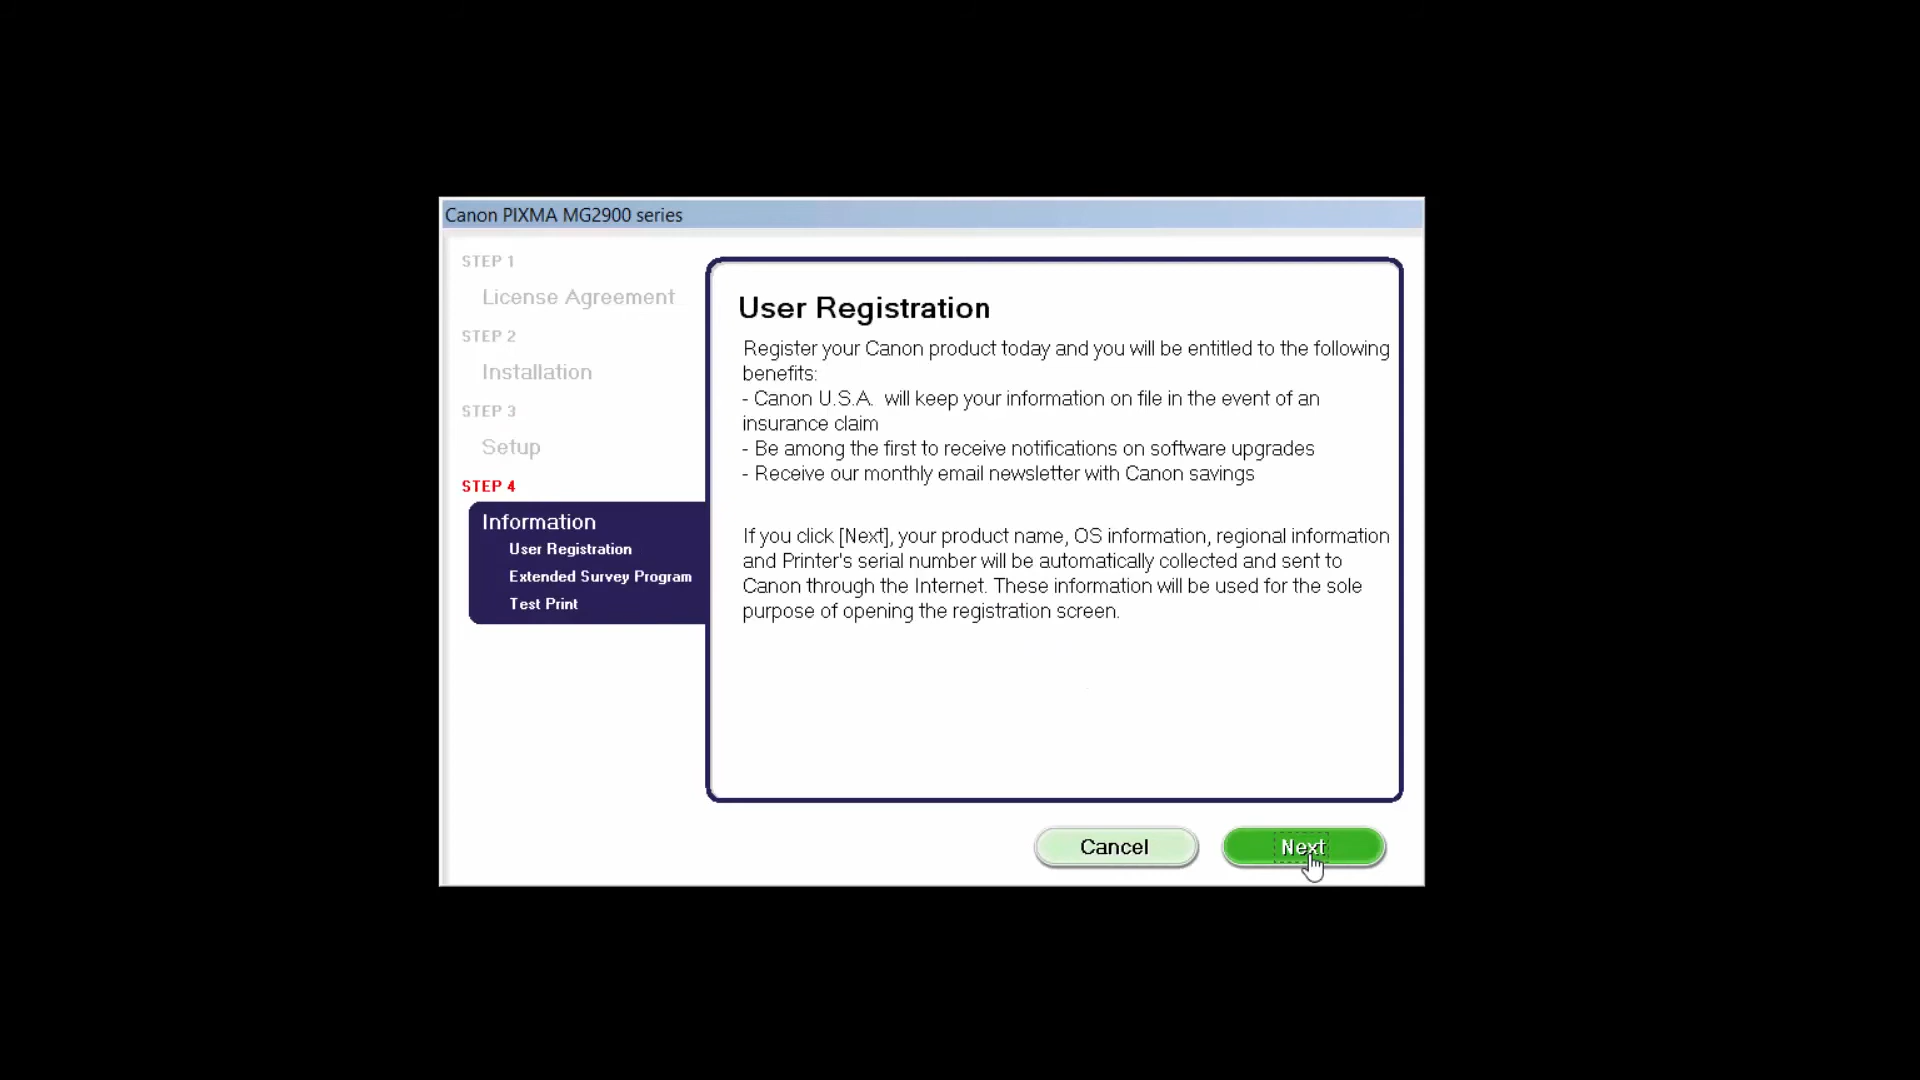 Canon PIXMA MG2900 series
STEP 1
License Agreement
STEP 2
Installation
STEP 3
Setup
STEP 4
Information
User Registration
Extended Survey Program
Test Print
User Registration
Register your Canon product today and you will be entitled to the following
benefits:
- Canon U.S.A.  will keep your information on file in the event of an
insurance claim
- Be among the first to receive notifications on software upgrades
- Receive our monthly email newsletter with Canon savings
If you click [Next], your product name, OS information, regional information
and Printer's serial number will be automatically collected and sent to
Canon through the Internet. These information will be used for the sole
purpose of opening the registration screen.
Cancel
Next